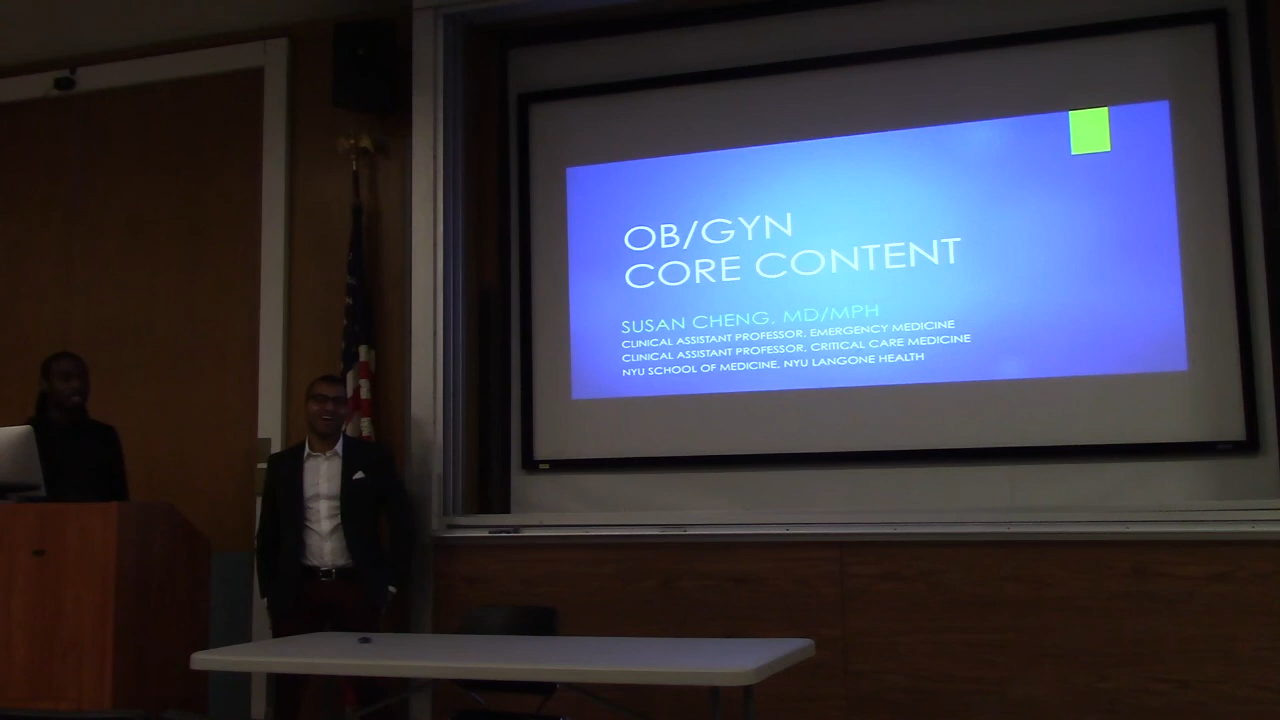 OB/GYN
CORE CONTENT
SUSAN CHENG, MD/MPH
CLINICAL ASSISTANT PROFESSOR, EMERGENCY MEDICINE
CLINICAL ASSISTANT PROFESSOR, CRITICAL CARE MEDICINE
NYU SCHOOL OF MEDICINE, NYU LANGONE HEALTH